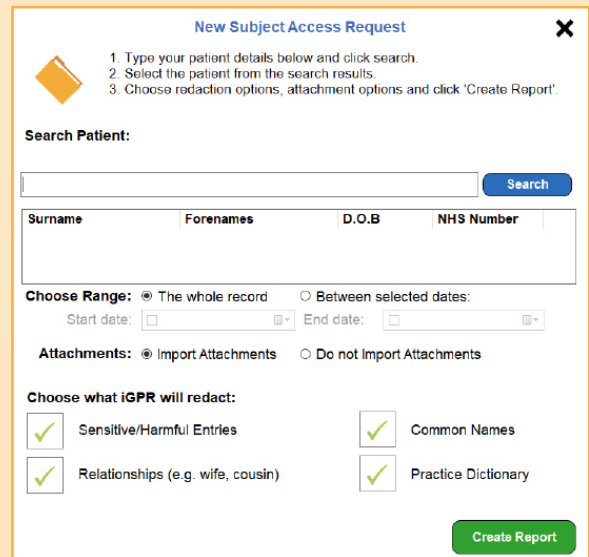 New Subject Access Request
1. Type your patient details below and click search.
2. Select the patient from the search results.
3. Choose redaction options, attachment options and click 'Create Report'.
Search Patient:
Search
Surname Forenames D.O.B NHS Number
Choose Range: The whole record Between selected dates:
Start date: End date:
Attachments: Import Attachments Do not Import Attachments
Choose what iGPR will redact:
Sensitive/Harmful Entries Common Names
Relationships (e.g. wife, cousin) Practice Dictionary
Create Report